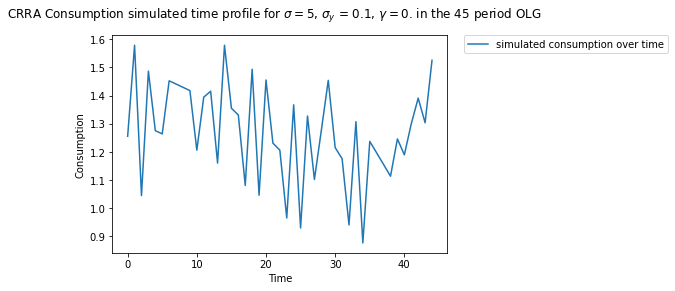 CRRA Consumption simulated time profile for σ = 5, σ_y = 0.1, γ = 0. in the 45 period OLG
simulated consumption over time
1.6
1.5
1.4
1.3
1.2
1.1
1.0
0.9
Consumption
0 10 20 30 40
Time